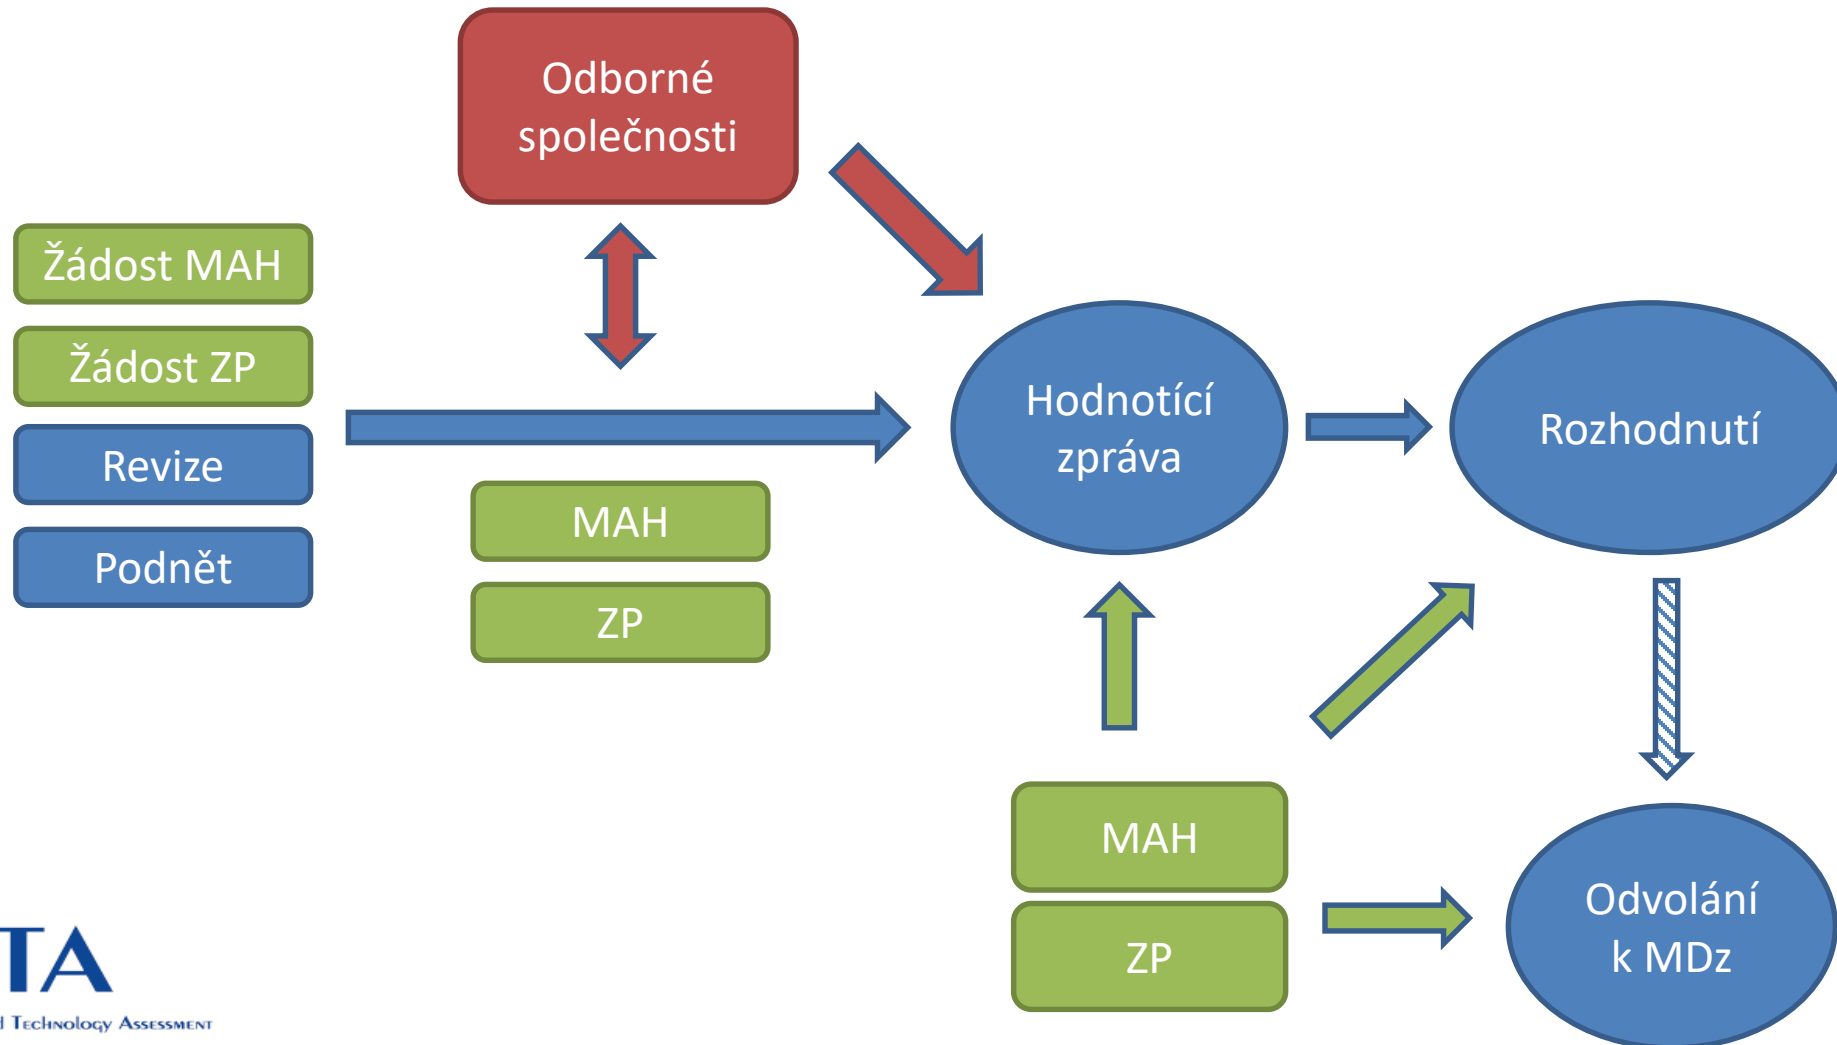 Odborné
společnosti
Žádost MAH
Žádost ZP
Revize
Podnět
MAH
ZP
Hodnotící
zpráva
Rozhodnutí
MAH
ZP
Odvolání
k MDz
TA
d Technology Assessment